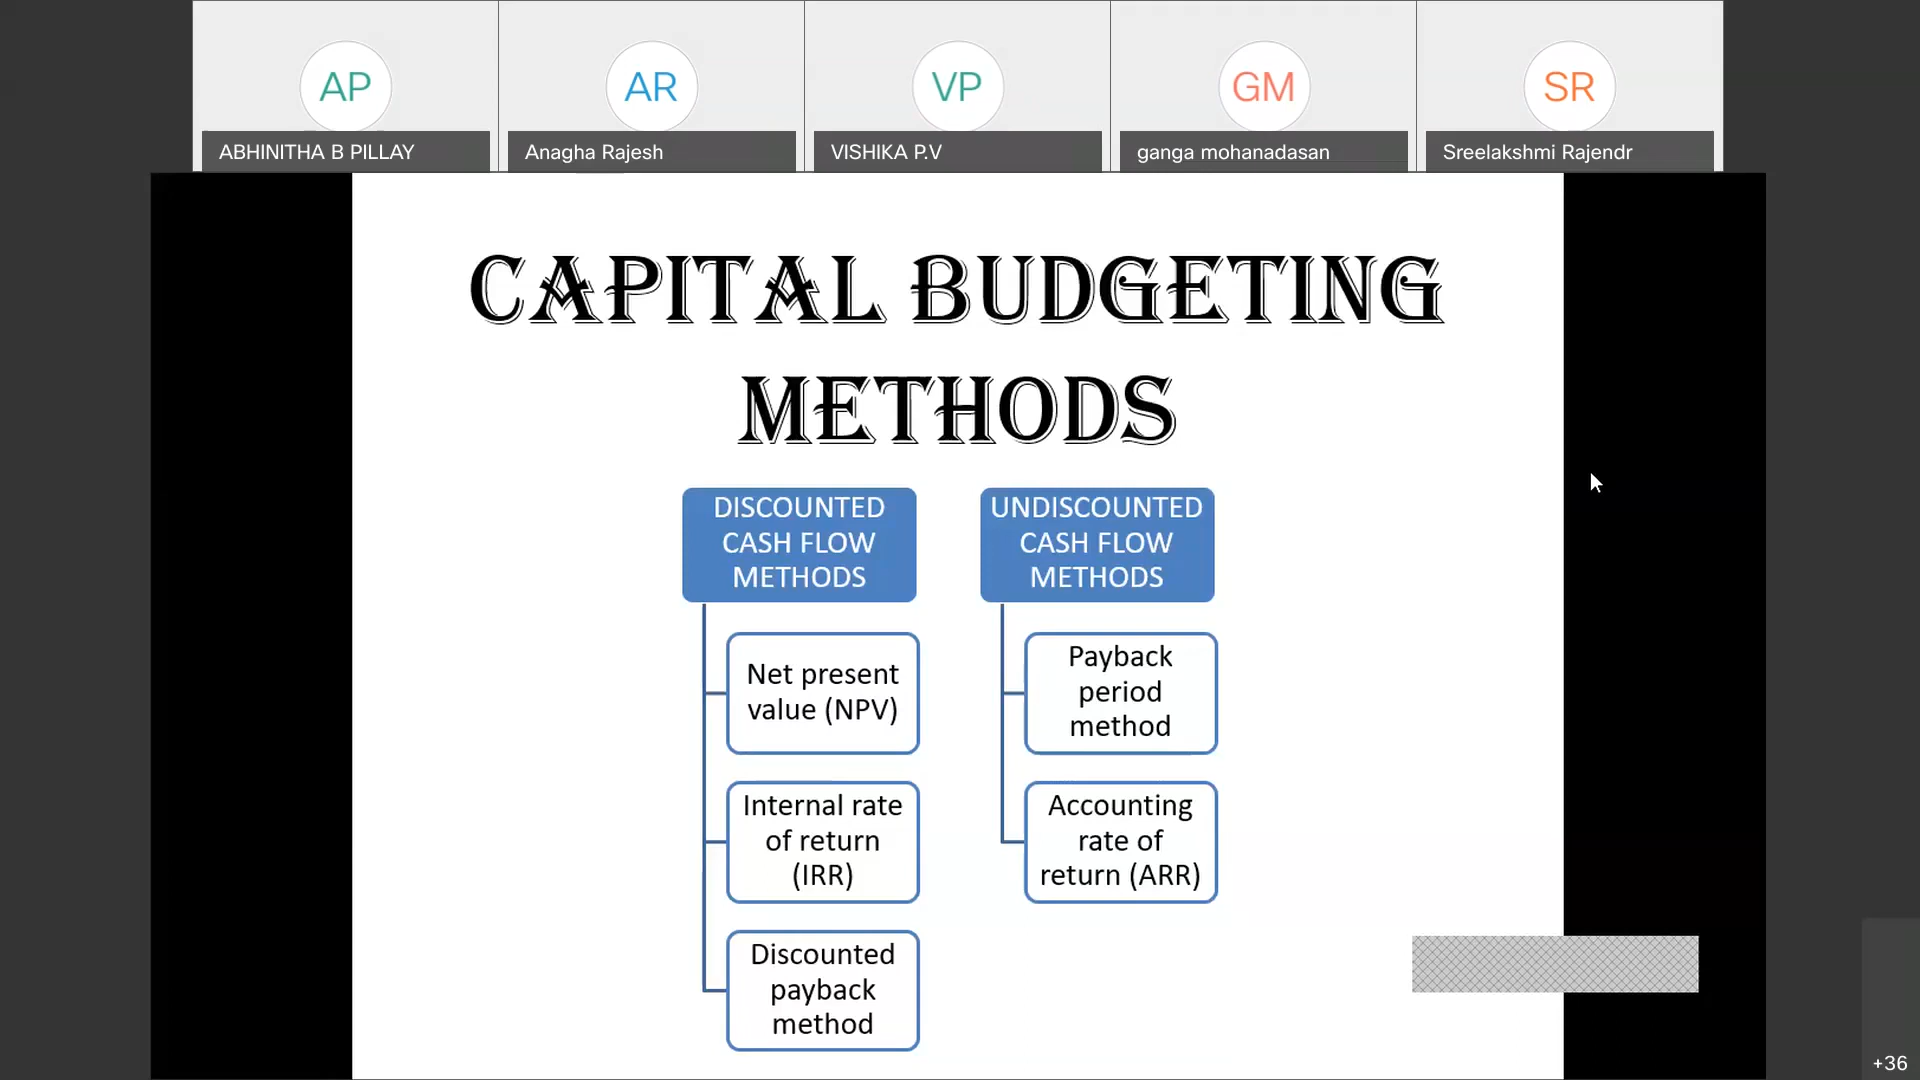 AP
AR
VP
GM
SR
ABHINITHA B PILLAY
Anagha Rajesh
VISHIKA P.V
ganga mohanadasan
Sreelakshmi Rajendr
CAPITAL BUDGETING
METHODS
DISCOUNTED
CASH FLOW
METHODS
Net present
value (NPV)
Internal rate
of return
(IRR)
Discounted
payback
method
UNDISCOUNTED
CASH FLOW
METHODS
Payback
period
method
Accounting
rate of
return (ARR)
+36